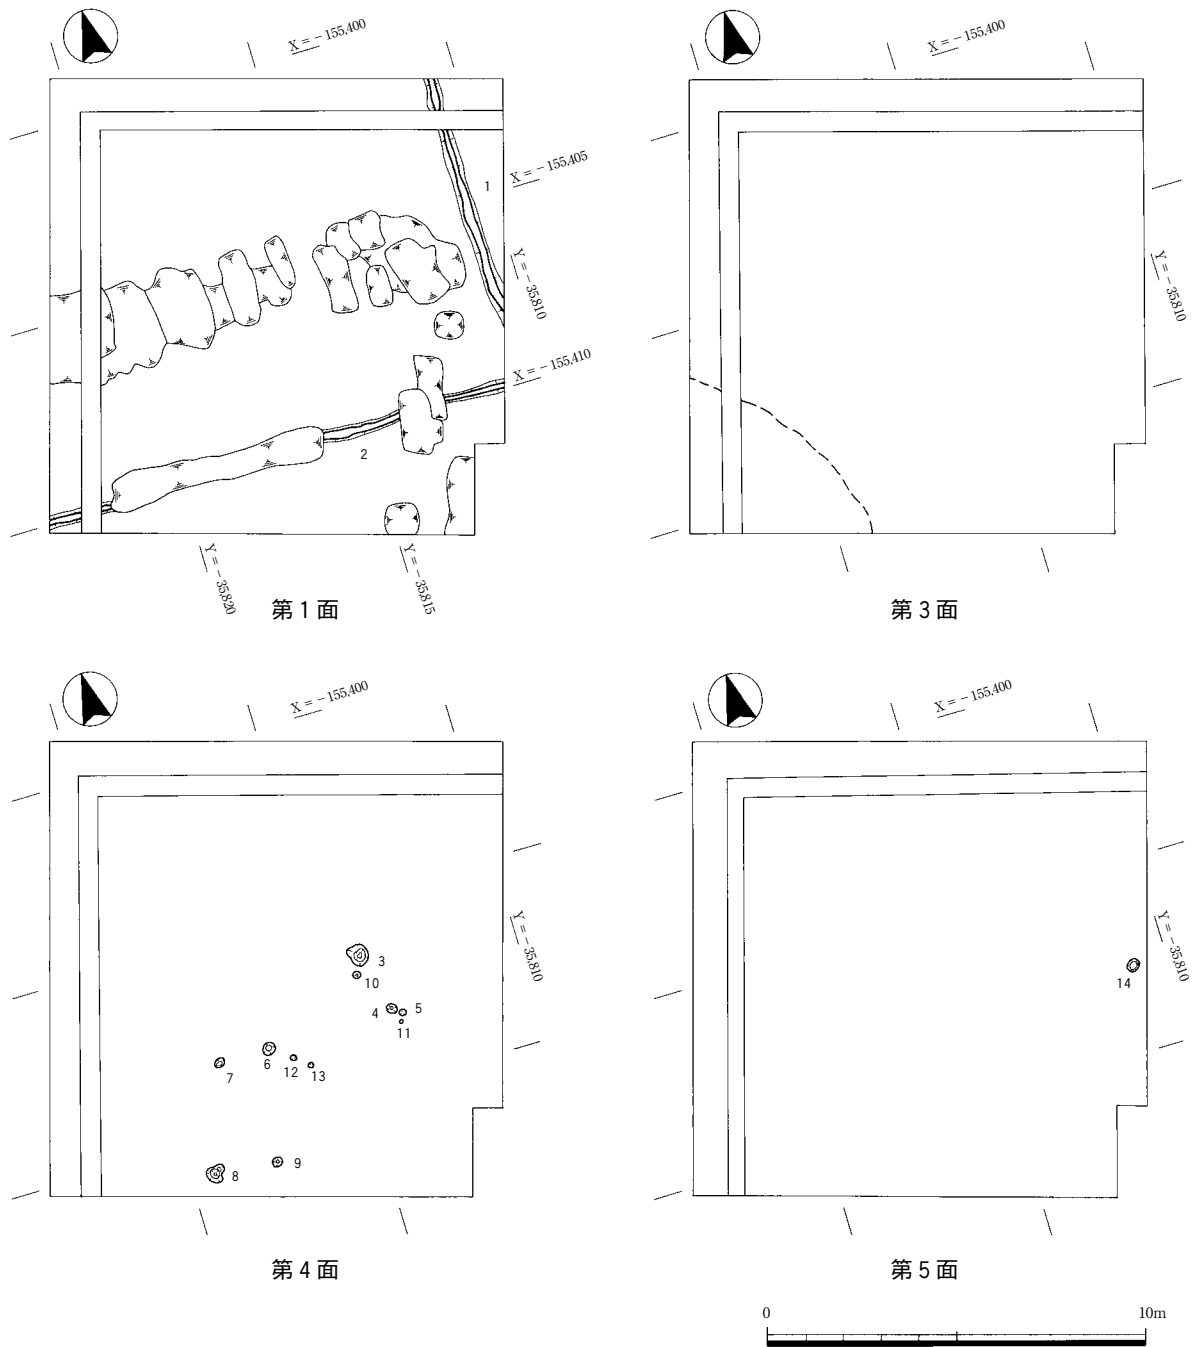 X = −155,400
X = −155,400
X = −155,405
1
Y = −35,810
Y = −35,810
X = −155,410
2
Y = −35,820
Y = −35,815
第1面
第3面
X = −155,400
X = −155,400
Y = −35,810
Y = −35,810
3
10
4
5
11
6
12
13
7
8
9
14
第4面
第5面
0
10m